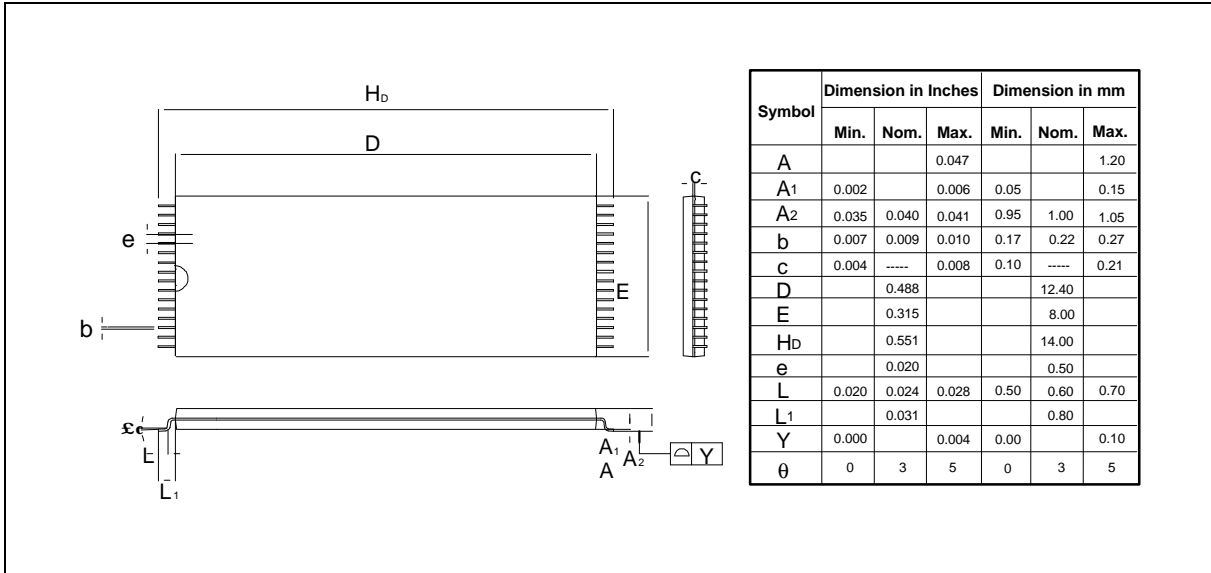 HD
D
c
e
E
b
£c
L
L1
A1
A
A2
Y
Symbol Dimension in Inches Dimension in mm
Min. Nom. Max. Min. Nom. Max.
A 0.047 1.20
A1 0.002 0.006 0.05 0.15
A2 0.035 0.040 0.041 0.95 1.00 1.05
b 0.007 0.009 0.010 0.17 0.22 0.27
c 0.004 ----- 0.008 0.10 ----- 0.21
D 0.488 12.40
E 0.315 8.00
HD 0.551 14.00
e 0.020 0.50
L 0.020 0.024 0.028 0.50 0.60 0.70
L1 0.031 0.80
Y 0.000 0.004 0.00 0.10
θ 0 3 5 0 3 5